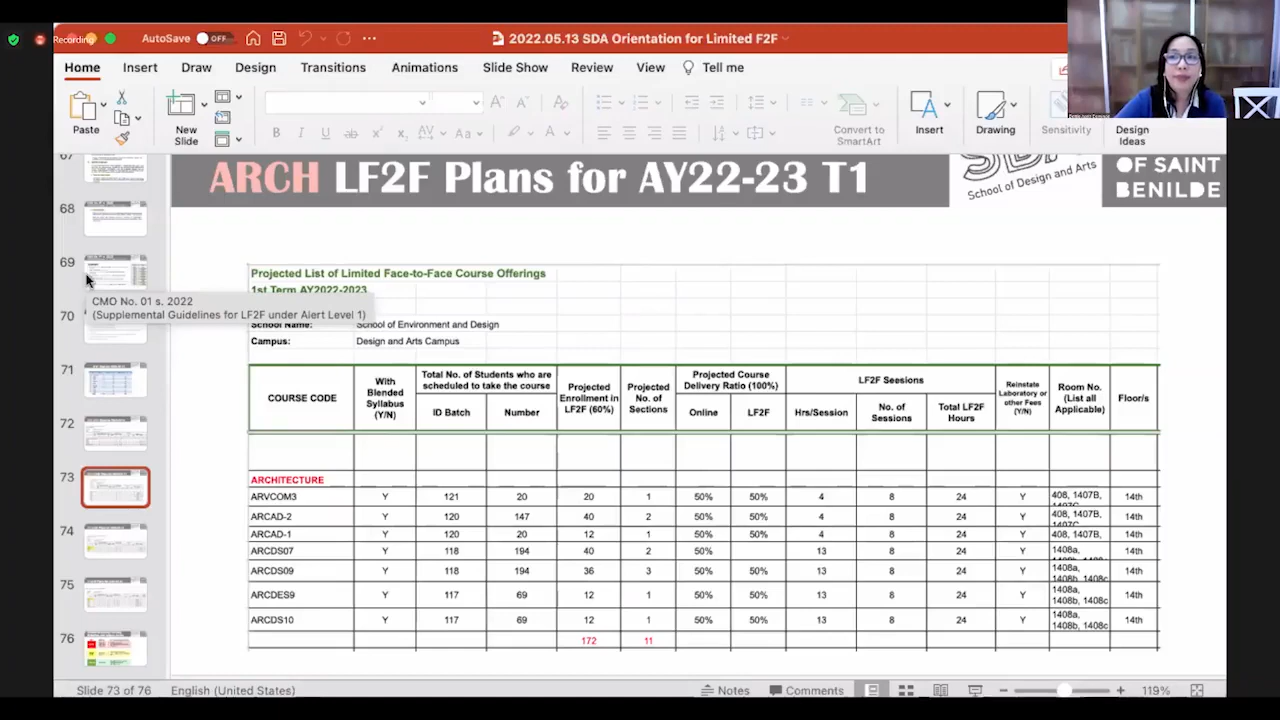 Recording
AutoSave OFF
2022.05.13 SDA Orientation for Limited F2F
Home Insert Draw Design Transitions Animations Slide Show Review View Tell me
Paste
New
Slide
B I U
Aa
Convert to
SmartArt
Insert
Drawing
Sensitivity
Design
Ideas
67
68
69
70
71
72
73
74
75
76
CMO No. 01 s. 2022
(Supplemental Guidelines for LF2F under Alert Level 1)
ARCH LF2F Plans for AY22-23 T1
School of Design and Arts
OF SAINT
BENILDE
Projected List of Limited Face-to-Face Course Offerings
1st Term AY2022-2023
School Name: School of Environment and Design
Campus: Design and Arts Campus
COURSE CODE
With
Blended
Syllabus
(Y/N)
Total No. of Students who are
scheduled to take the course
ID Batch Number
Projected
Enrollment in
LF2F (60%)
Projected
No. of
Sections
Projected Course
Delivery Ratio (100%)
Online LF2F
LF2F Sessions
Hrs/Session
No. of
Sessions
Total LF2F
Hours
Reinstate
Laboratory or
other Fees
(Y/N)
Room No.
(List all
Applicable)
Floor/s
ARCHITECTURE
ARVCOM3 Y 121 20 20 1 50% 50% 4 8 24 Y 408, 1407B, 14th
ARCAD-2 Y 120 147 40 2 50% 50% 4 8 24 Y 408, 1407B, 14th
ARCAD-1 Y 120 20 12 1 50% 50% 4 8 24 Y 408, 1407B, 14th
ARCDS07 Y 118 194 40 2 50% 13 8 24 Y 1408a, 14th
ARCDS09 Y 118 194 36 3 50% 50% 13 8 24 Y 1408a, 14th
1408b, 1408c
ARCDES9 Y 117 69 12 1 50% 50% 13 8 24 Y 1408a, 14th
1408b, 1408c
ARCDS10 Y 117 69 12 1 50% 50% 13 8 24 Y 1408a, 14th
1408b, 1408c
172 11
Slide 73 of 76 English (United States) Notes Comments 119%